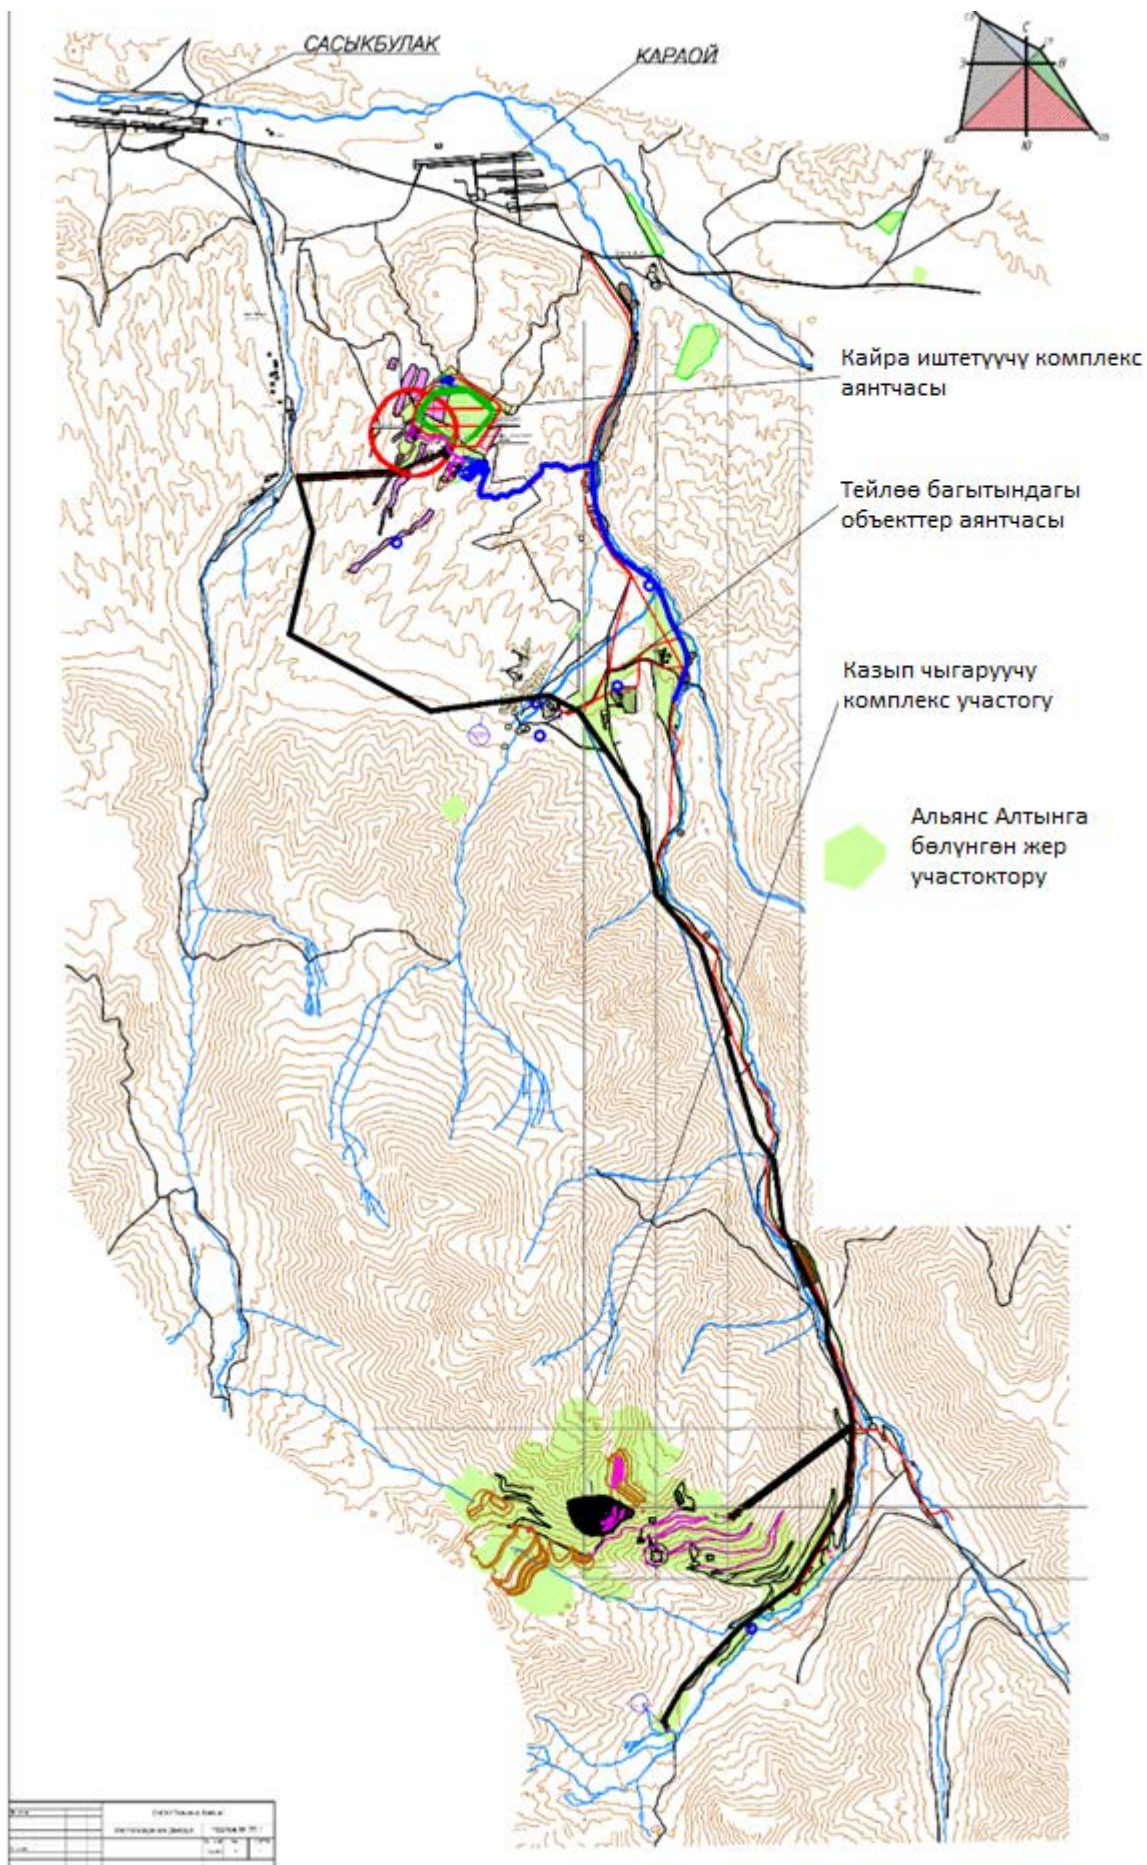 САСЫКБУЛАК
КАРАОЙ
С
З
В
Ю
Кайра иштетүүчү комплекс
аянтчасы
Тейлөө багытындагы
объекттер аянтчасы
Казып чыгаруучу
комплекс участогу
Альянс Алтынга
бөлүнгөн жер
участоктору